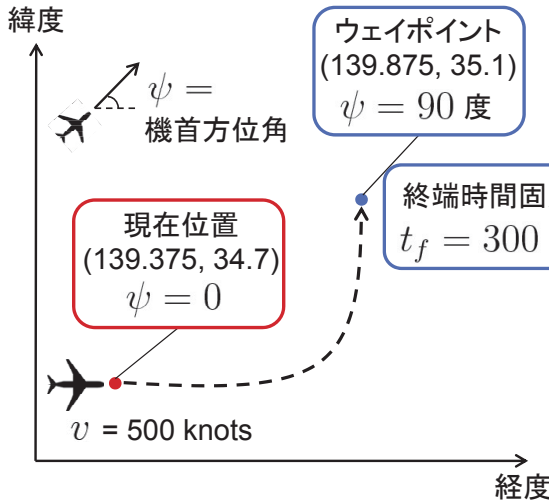 緯度
ウェイポイント
(139.875, 35.1)
ψ = 90 度
ψ =
機首方位角
終端時間固
t_f = 300
現在位置
(139.375, 34.7)
ψ = 0
v = 500 knots
経度